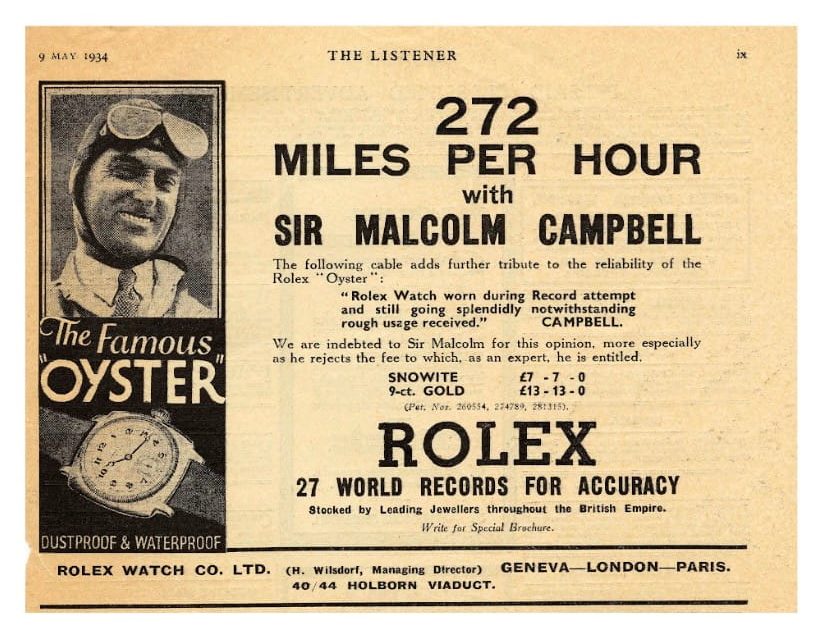 9 MAY 1934
THE LISTENER
ix
The Famous
"OYSTER"
DUSTPROOF & WATERPROOF
272
MILES PER HOUR
with
SIR MALCOLM CAMPBELL
The following cable adds further tribute to the reliability of the
Rolex "Oyster":
"Rolex Watch worn during Record attempt
and still going splendidly notwithstanding
rough usage received." CAMPBELL.
We are indebted to Sir Malcolm for this opinion, more especially
as he rejects the fee to which, as an expert, he is entitled.
SNOWITE £7 - 7 - 0
9-ct. GOLD £13 - 13 - 0
(Pat. Nos. 260554, 274789, 281315).
ROLEX
27 WORLD RECORDS FOR ACCURACY
Stocked by Leading Jewellers throughout the British Empire.
Write for Special Brochure.
ROLEX WATCH CO. LTD. (H. Wilsdorf, Managing Director) GENEVA—LONDON—PARIS.
40/44 HOLBORN VIADUCT.